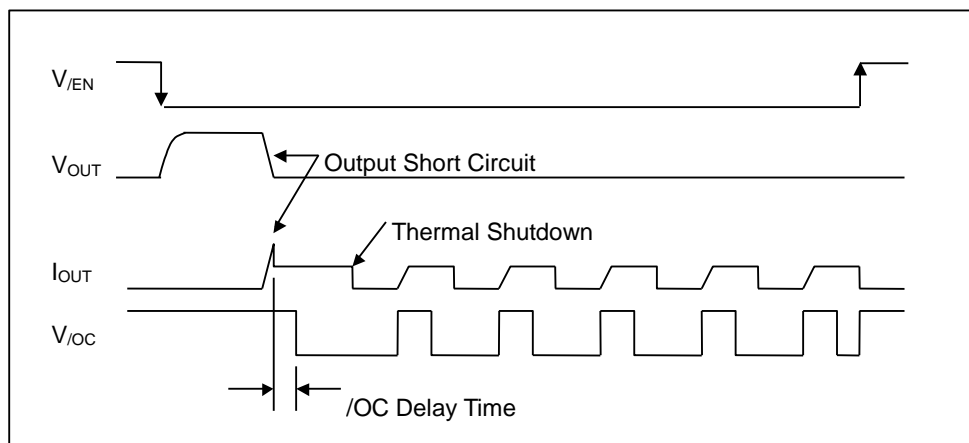 V/EN
VOUT
Output Short Circuit
Thermal Shutdown
IOUT
V/OC
/OC Delay Time